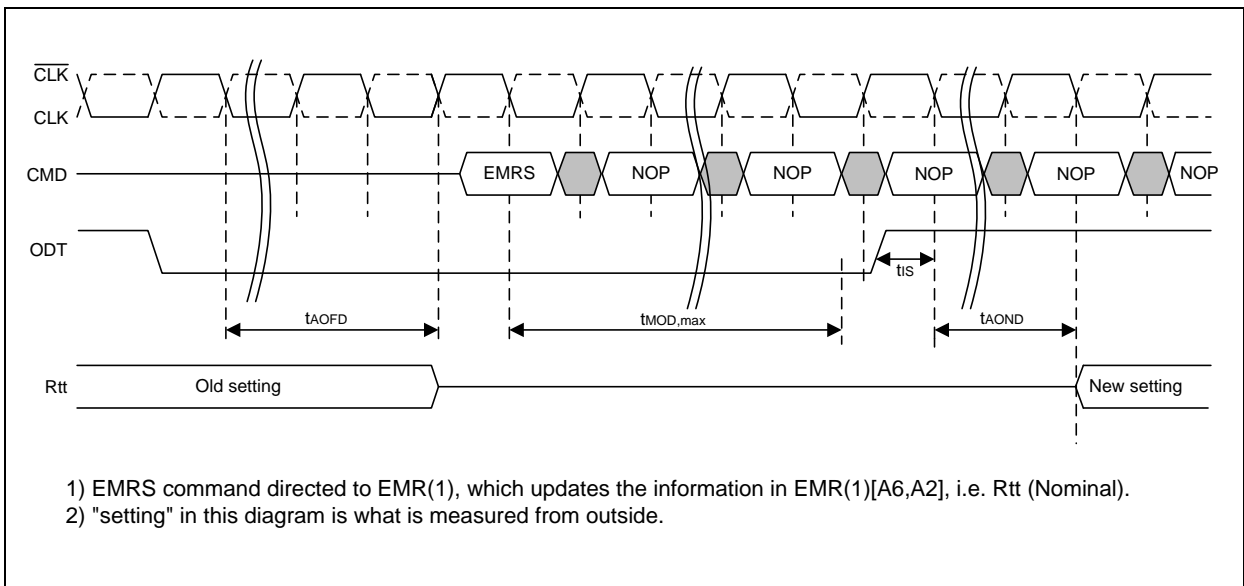 CLK
CLK
CMD EMRS NOP NOP NOP NOP NOP
ODT
tIS
tAOFD tMOD,max tAOND
Rtt Old setting New setting
1) EMRS command directed to EMR(1), which updates the information in EMR(1)[A6,A2], i.e. Rtt (Nominal).
2) "setting" in this diagram is what is measured from outside.